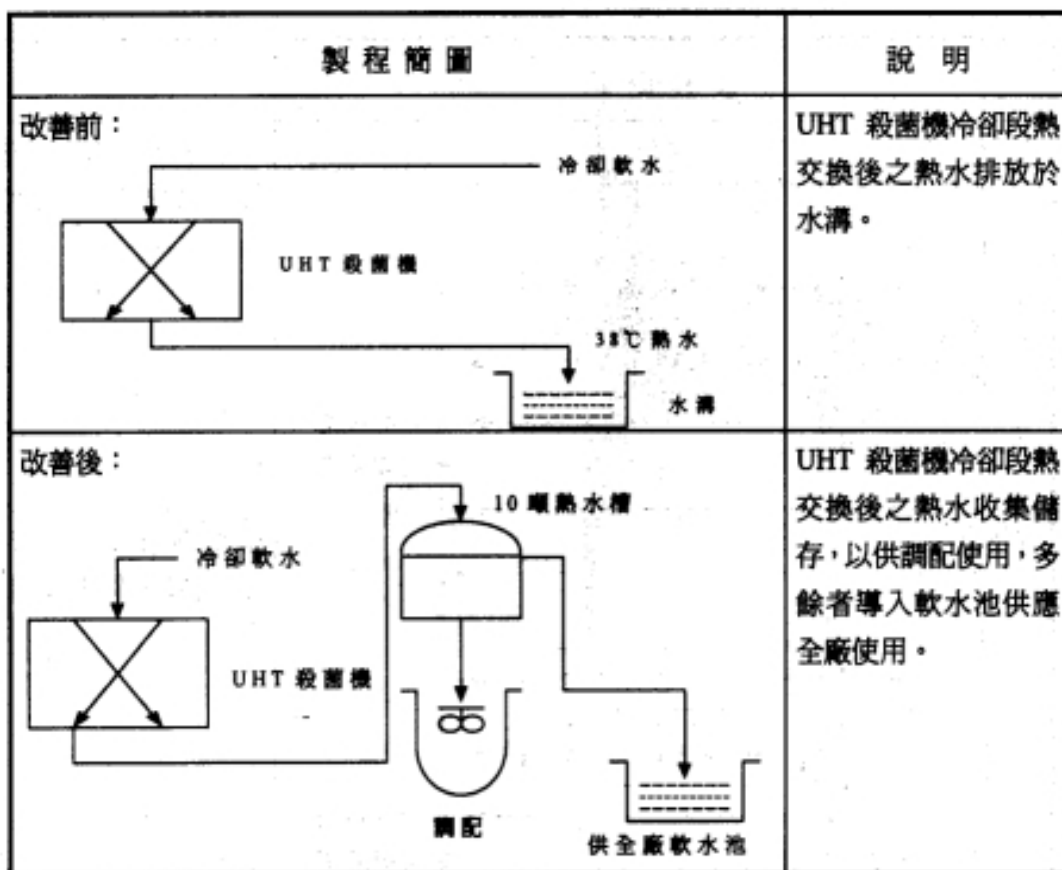 製程簡圖
說明
改善前：
冷卻軟水
UHT 殺菌機
38℃熱水
水溝
UHT 殺菌機冷卻段熱
交換後之熱水排放於
水溝。
改善後：
10 噸熱水槽
冷卻軟水
UHT 殺菌機
調配
供全廠軟水池
UHT 殺菌機冷卻段熱
交換後之熱水收集儲
存，以供調配使用，多
餘者導入軟水池供應
全廠使用。